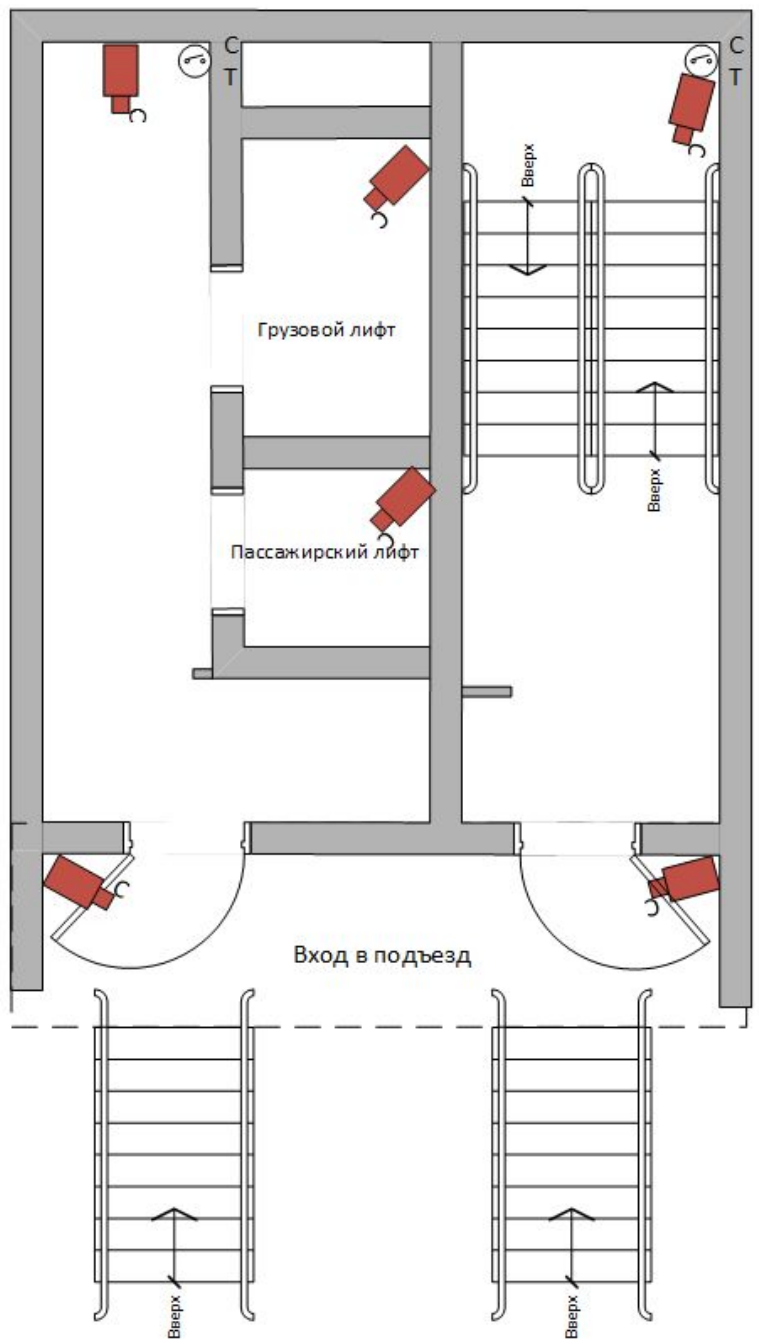 С
Т
С
Т
Вверх
Грузовой лифт
Вверх
Пассажирский лифт
Вход в подъезд
Вверх
Вверх